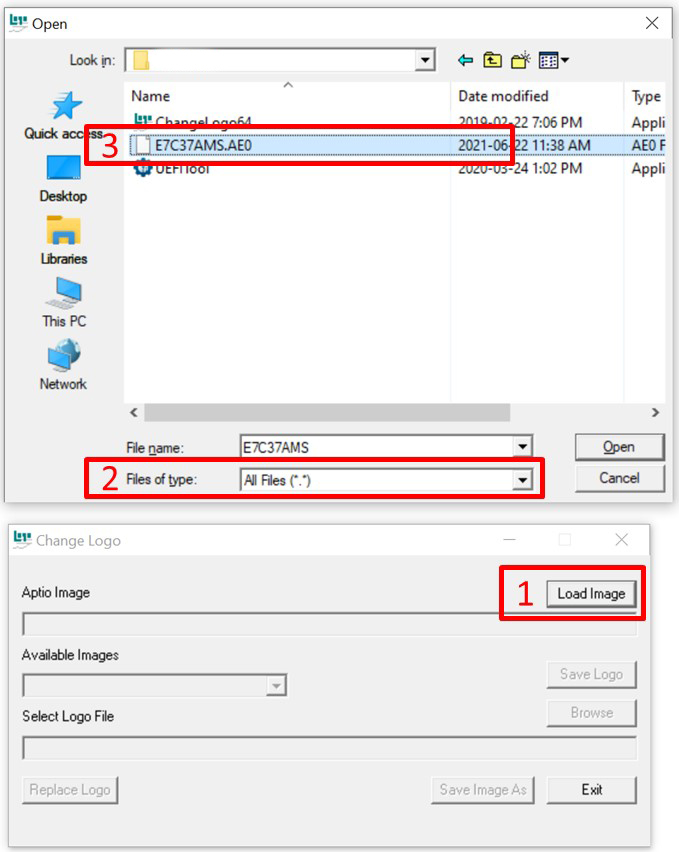 Open
Look in:
Name Date modified Type
ChangeLogo64 2019-02-22 7:06 PM Appli
3 E7C37AMS.AE0 2021-06-22 11:38 AM AE0 F
UEFITool 2020-03-24 1:02 PM Appli
Quick access
Desktop
Libraries
This PC
Network
File name: E7C37AMS Open
2 Files of type: All Files (*.*) Cancel
Change Logo
Aptio Image 1 Load Image
Available Images
Save Logo
Select Logo File Browse
Replace Logo Save Image As Exit